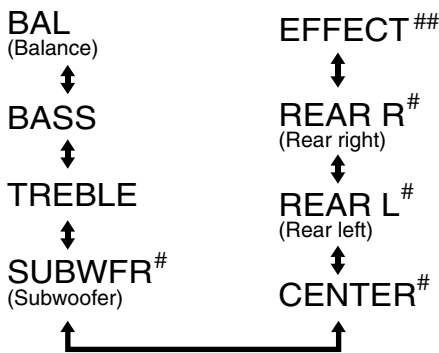 BAL
(Balance)
BASS
TREBLE
SUBWFR#
(Subwoofer)
EFFECT##
REAR R#
(Rear right)
REAR L#
(Rear left)
CENTER#